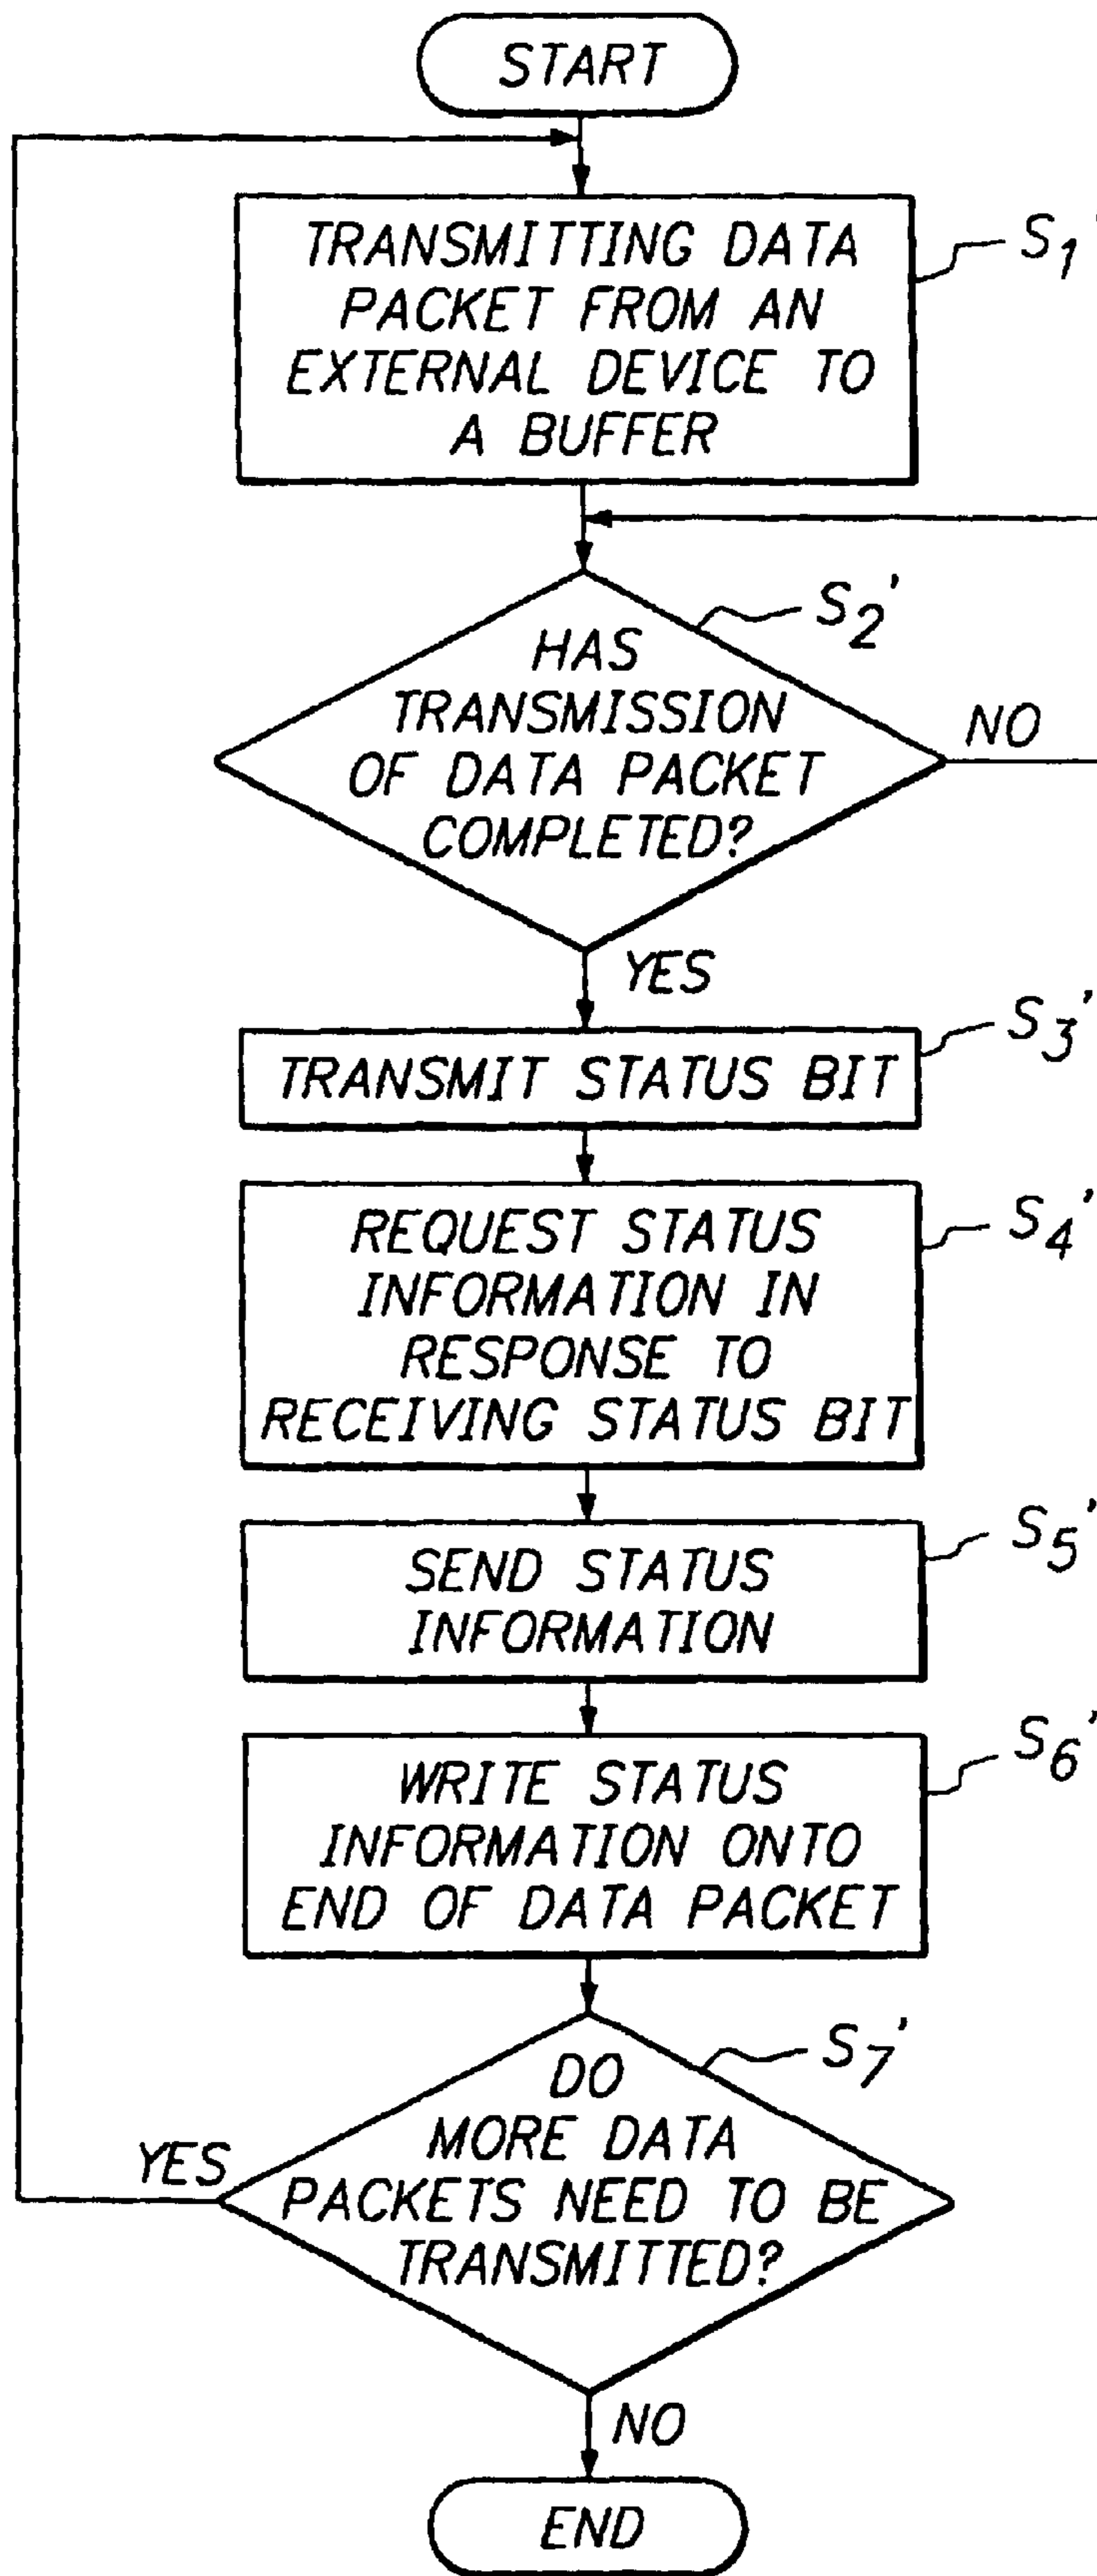 START
TRANSMITTING DATA
PACKET FROM AN
EXTERNAL DEVICE TO
A BUFFER
S1'
HAS
TRANSMISSION
OF DATA PACKET
COMPLETED?
S2'
NO
YES
TRANSMIT STATUS BIT
S3'
REQUEST STATUS
INFORMATION IN
RESPONSE TO
RECEIVING STATUS BIT
S4'
SEND STATUS
INFORMATION
S5'
WRITE STATUS
INFORMATION ONTO
END OF DATA PACKET
S6'
DO
MORE DATA
PACKETS NEED TO BE
TRANSMITTED?
S7'
YES
NO
END